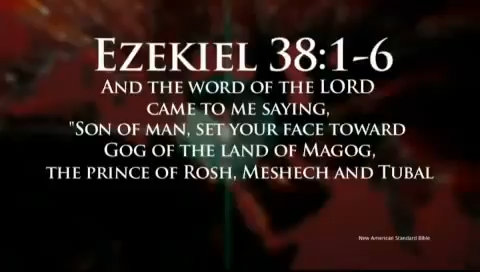 EZEKIEL 38:1-6
AND THE WORD OF THE LORD
CAME TO ME SAYING,
"SON OF MAN, SET YOUR FACE TOWARD
GOG OF THE LAND OF MAGOG,
THE PRINCE OF ROSH, MESHECH AND TUBAL
New American Standard Bible